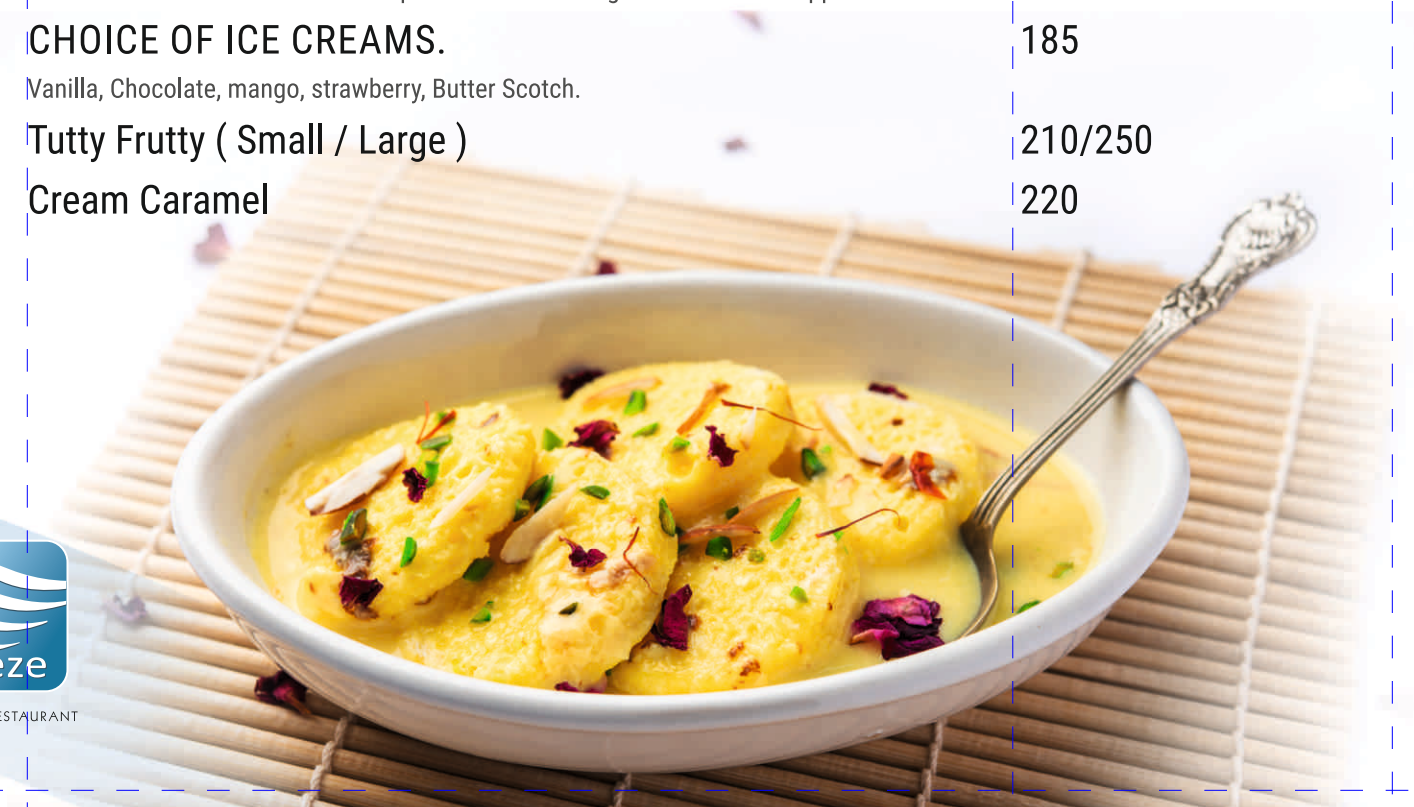 CHOICE OF ICE CREAMS. 185
Vanilla, Chocolate, mango, strawberry, Butter Scotch.
Tutty Frutty ( Small / Large ) 210/250
Cream Caramel 220
eze
ESTAURANT